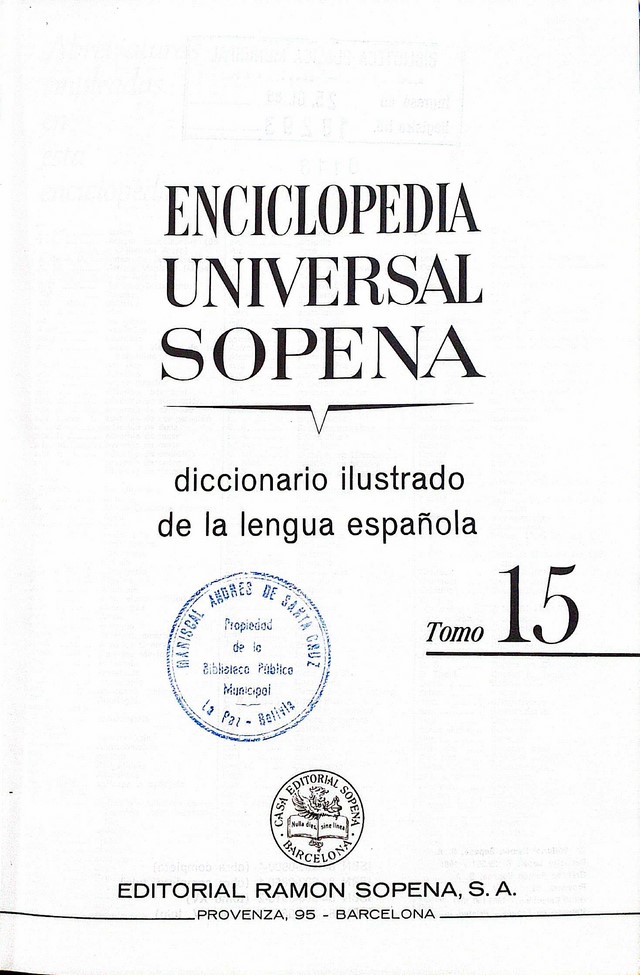 ENCICLOPEDIA
UNIVERSAL
SOPENA
diccionario ilustrado
de la lengua española
Tomo 15
MARISCAL ANDRES DE SANTA CRUZ
Propiedad
de la
Biblioteca Pública
Municipal
La Paz - Bolivia
CASA EDITORIAL SOPENA
Nulla dies sine linea
BARCELONA
EDITORIAL RAMON SOPENA, S. A.
PROVENZA, 95 - BARCELONA